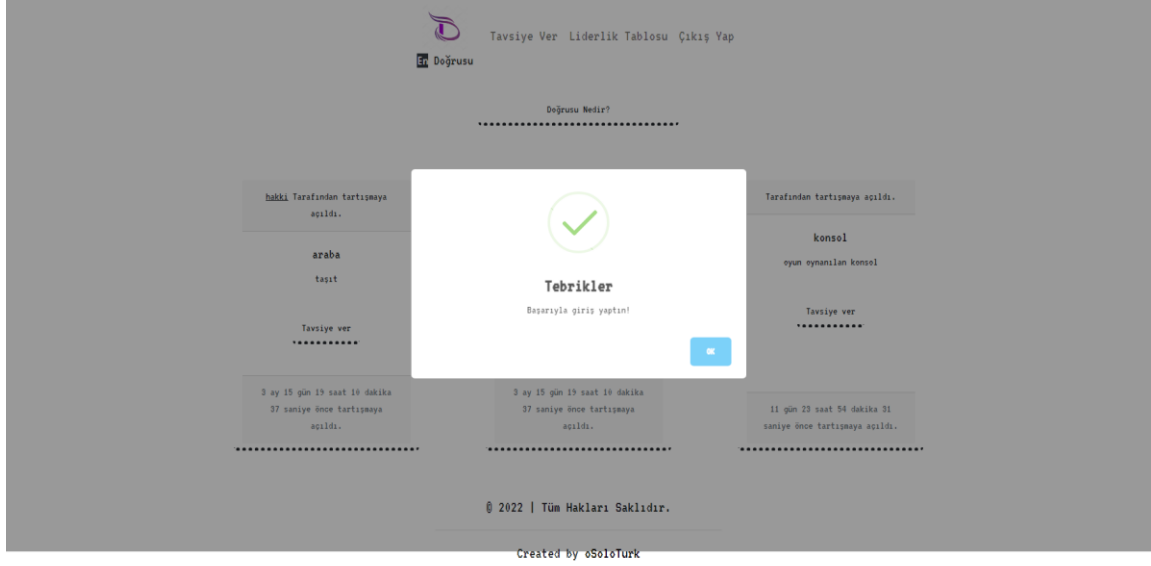 Tavsiye Ver Liderlik Tablosu Çıkış Yap
En Doğrusu
Doğrusu Nedir?
hakki Tarafından tartışmaya
açıldı.
araba
taşıt
Tavsiye ver
3 ay 15 gün 19 saat 10 dakika
37 saniye önce tartışmaya
açıldı.
Tebrikler
Başarıyla giriş yaptın!
OK
3 ay 15 gün 19 saat 10 dakika
37 saniye önce tartışmaya
açıldı.
Tarafından tartışmaya açıldı.
konsol
oyun oynanılan konsol
Tavsiye ver
11 gün 23 saat 54 dakika 31
saniye önce tartışmaya açıldı.
© 2022 | Tüm Hakları Saklıdır.
Created by oSoloTurk